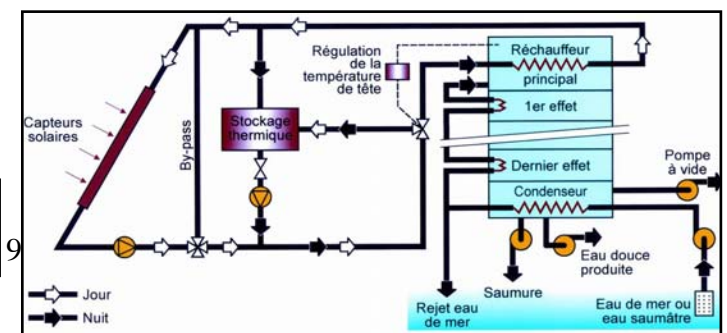 Régulation
de la
température
de tête
Réchauffeur
principal
Capteurs
solaires
By-pass
Stockage
thermique
1er effet
Dernier effet
Condenseur
Pompe
à vide
9
Eau douce
produite
Jour
Nuit
Saumure
Rejet eau
de mer
Eau de mer ou
eau saumâtre